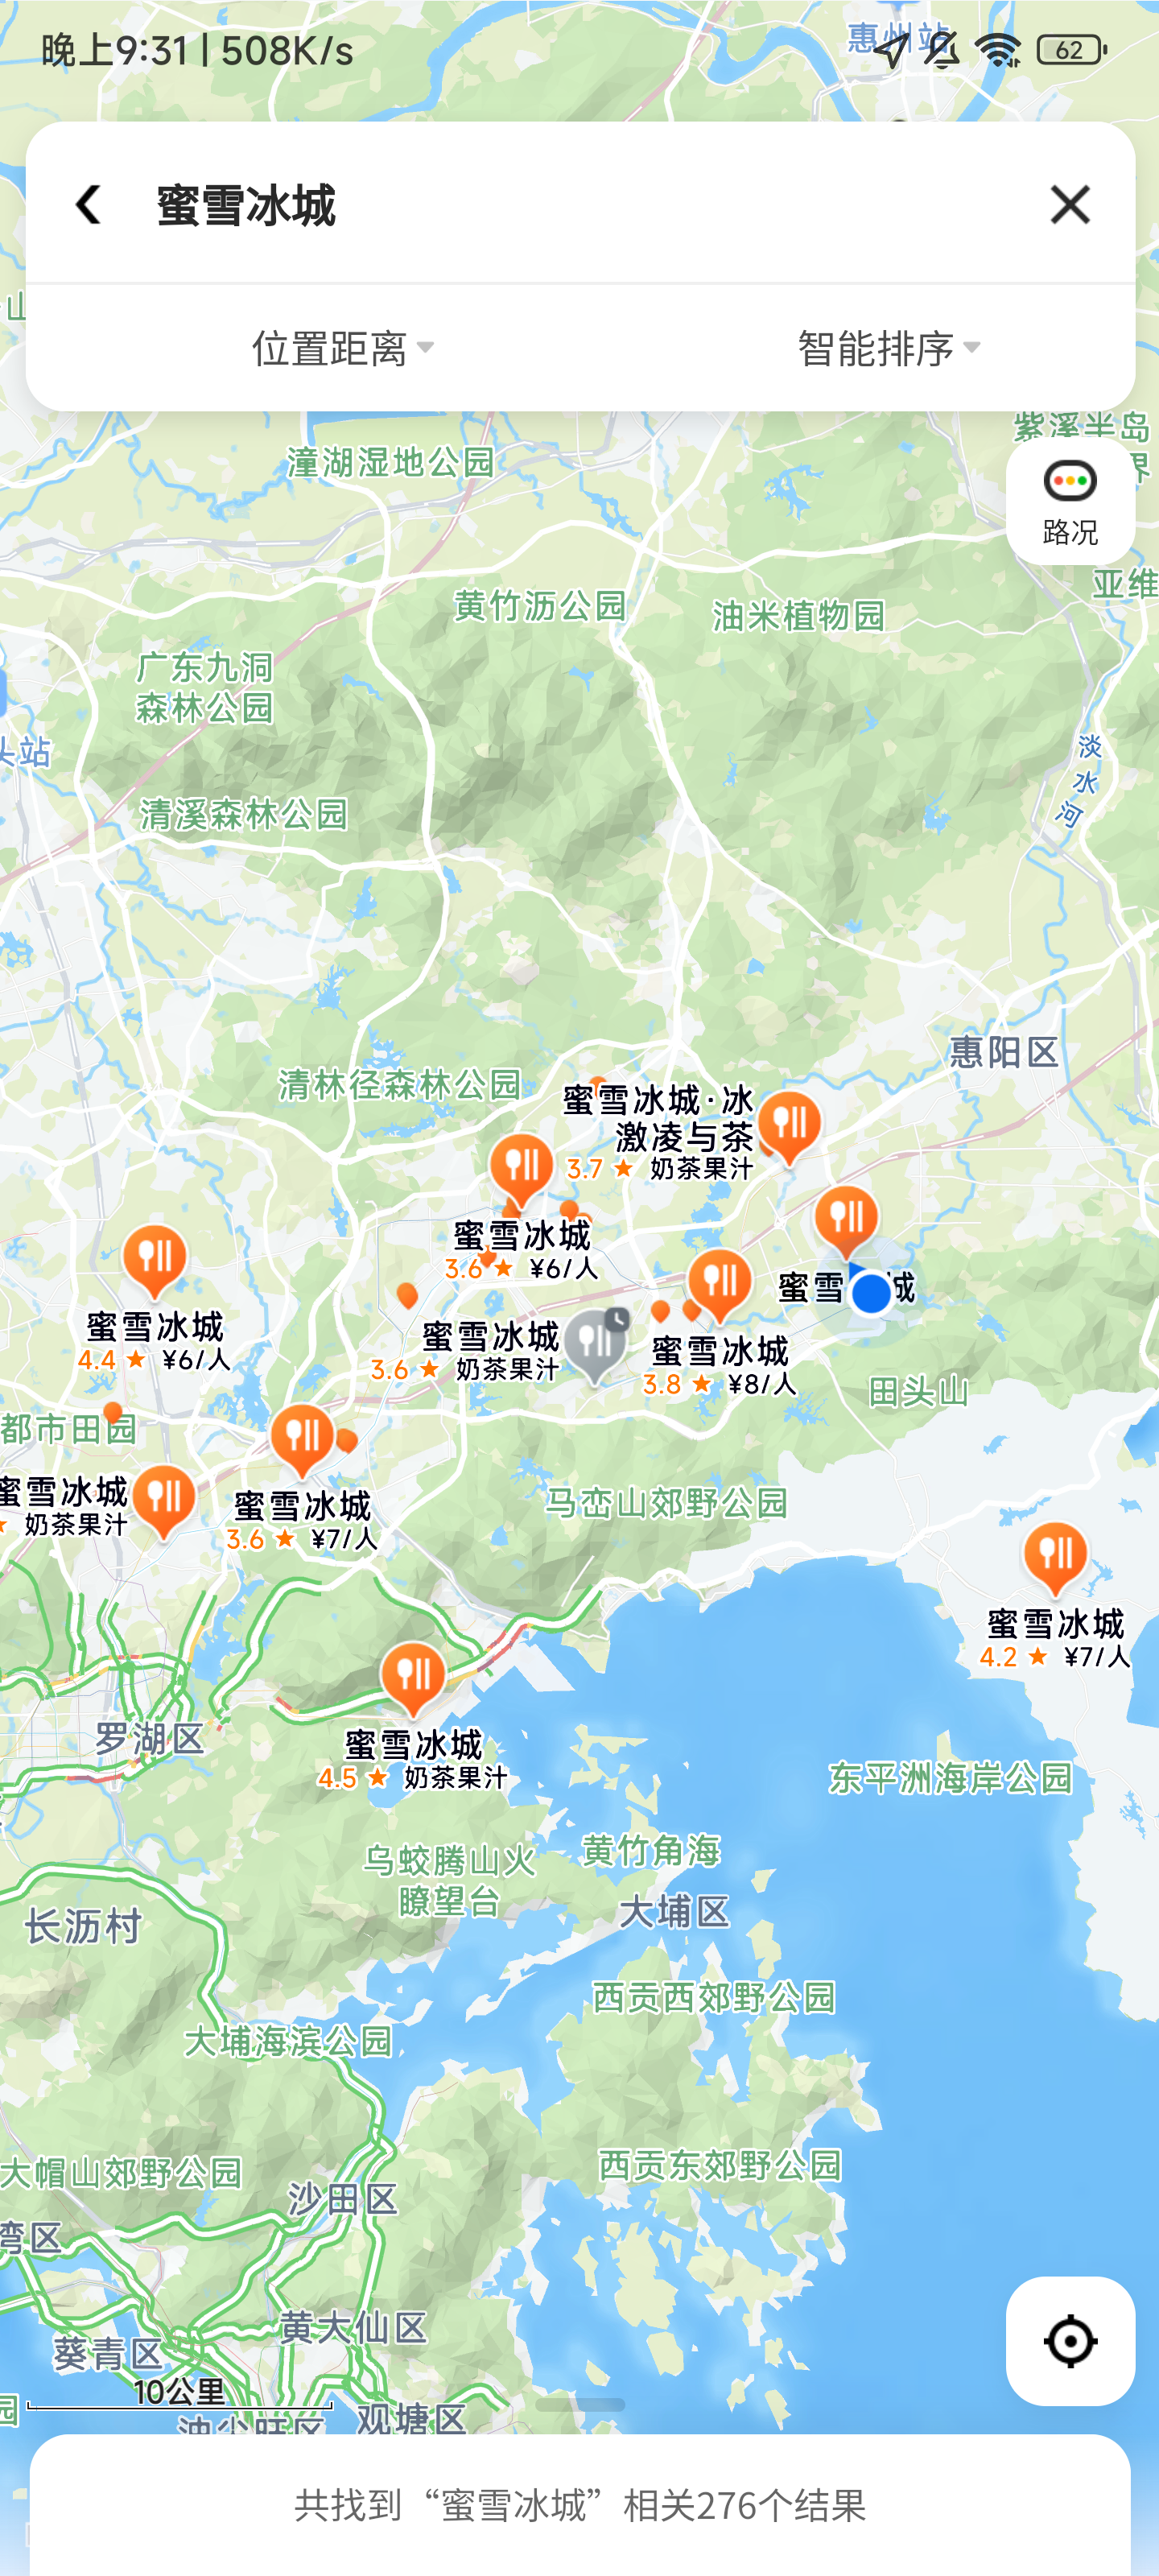 晚上9:31 | 508K/s
惠州站
62
蜜雪冰城
位置距离
智能排序
紫溪半岛
界
潼湖湿地公园
路况
亚维
黄竹沥公园
油米植物园
广东九洞
森林公园
头站
淡水河
清溪森林公园
惠阳区
清林径森林公园
蜜雪冰城·冰
激凌与茶
3.7 ★ 奶茶果汁
蜜雪冰城
3.6 ★ ¥6/人
蜜雪 城
蜜雪冰城
4.4 ★ ¥6/人
蜜雪冰城
3.6 ★ 奶茶果汁
蜜雪冰城
3.8 ★ ¥8/人
田头山
都市田园
蜜雪冰城
★ 奶茶果汁
蜜雪冰城
3.6 ★ ¥7/人
马峦山郊野公园
蜜雪冰城
4.2 ★ ¥7/人
罗湖区
蜜雪冰城
4.5 ★ 奶茶果汁
东平洲海岸公园
乌蛟腾山火
瞭望台
黄竹角海
大埔区
长沥村
西贡西郊野公园
大埔海滨公园
西贡东郊野公园
大帽山郊野公园
沙田区
湾区
黄大仙区
葵青区
10公里
园
油尖旺区
观塘区
共找到“蜜雪冰城”相关276个结果